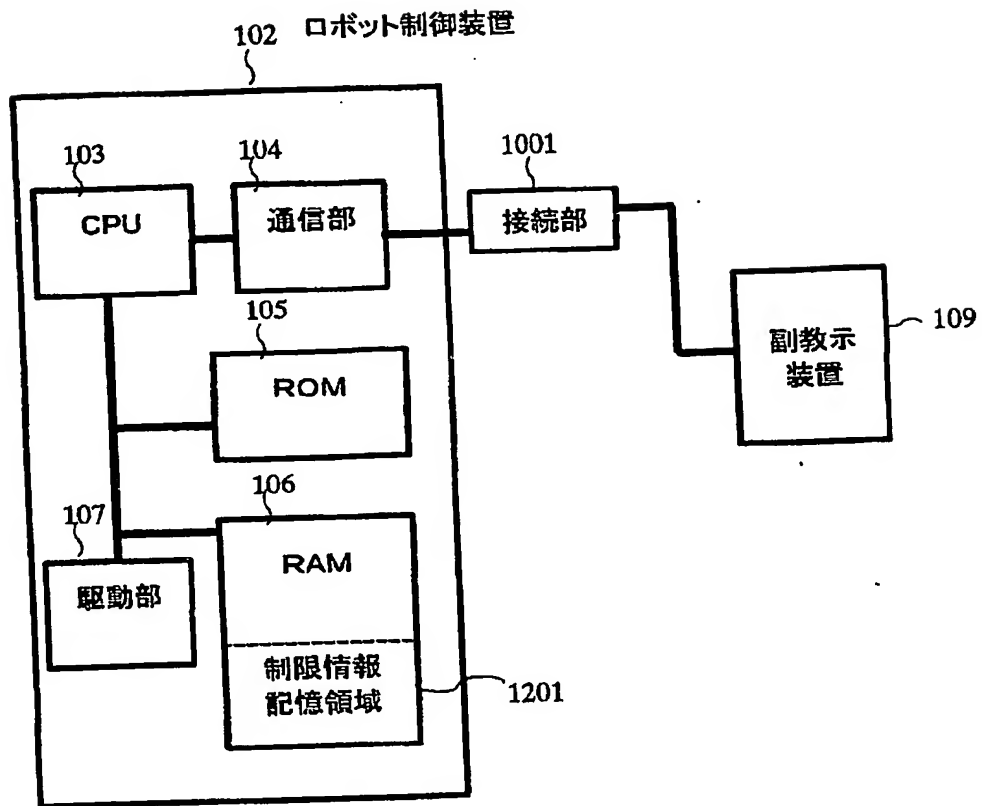 102 ロボット制御装置
103
104
1001
CPU
通信部
接続部
105
ROM
副教示
装置
109
106
107
RAM
駆動部
制限情報
記憶領域
1201